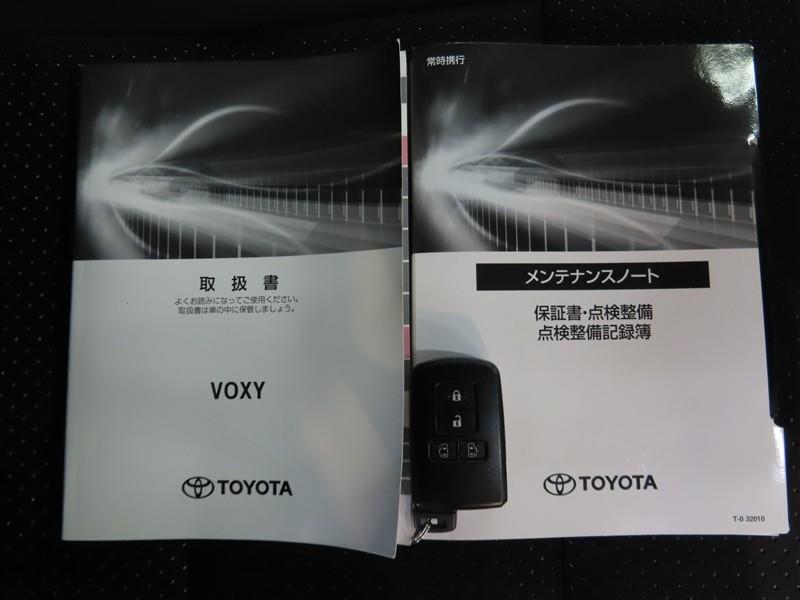 取扱書
よくお読みになってご使用ください。
取扱書は車の中に保管しましょう。
VOXY
TOYOTA
常時携行
メンテナンスノート
保証書・点検整備
点検整備記録簿
TOYOTA
T-0 32010